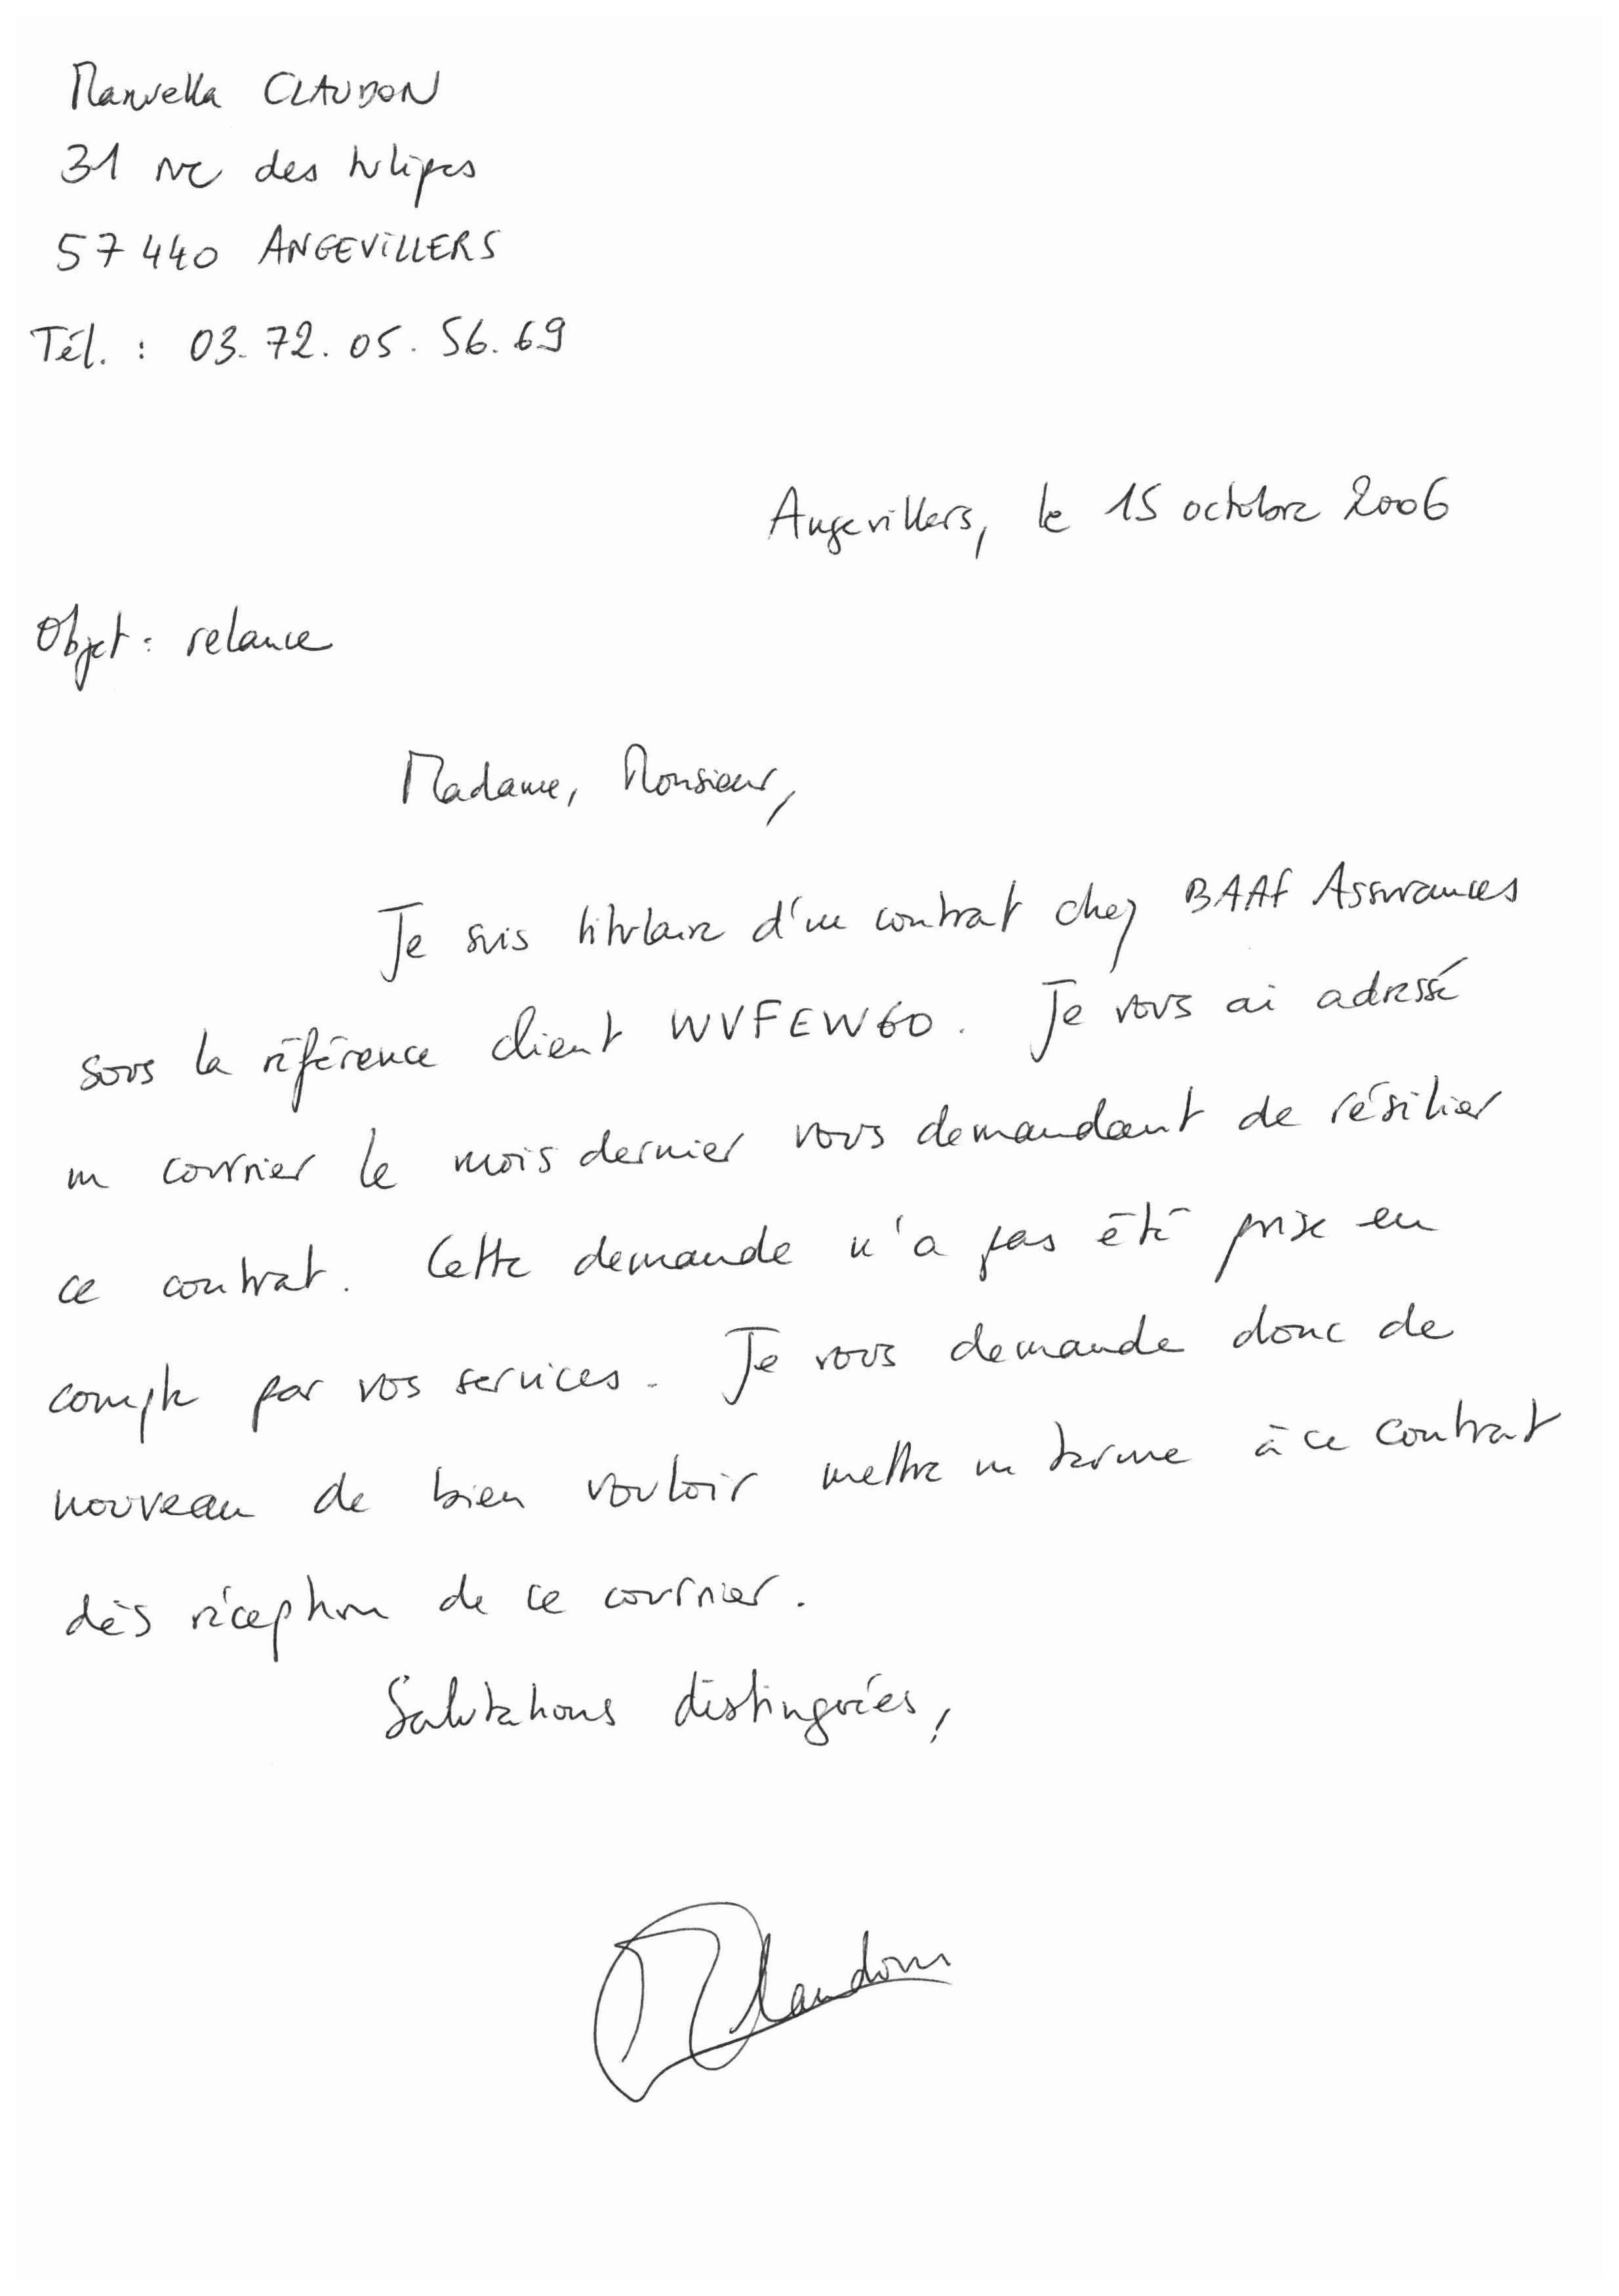 Manuella CLAUDON
31 rue des tulipes
57440 ANGEVILLERS
Tél. : 03.72.05.56.69
Angevillers, le 15 octobre 2006
Objet : relance
Madame, Monsieur,
Je suis titulaire d'un contrat chez BAAF Assurances
sous la référence client WVFEW60. Je vous ai adressé
un courrier le mois dernier vous demandant de résilier
ce contrat. Cette demande n'a pas été prise en
compte par vos services. Je vous demande donc de
nouveau de bien vouloir mettre un terme à ce contrat
dès réception de ce courrier.
Salutations distinguées,
MClaudon